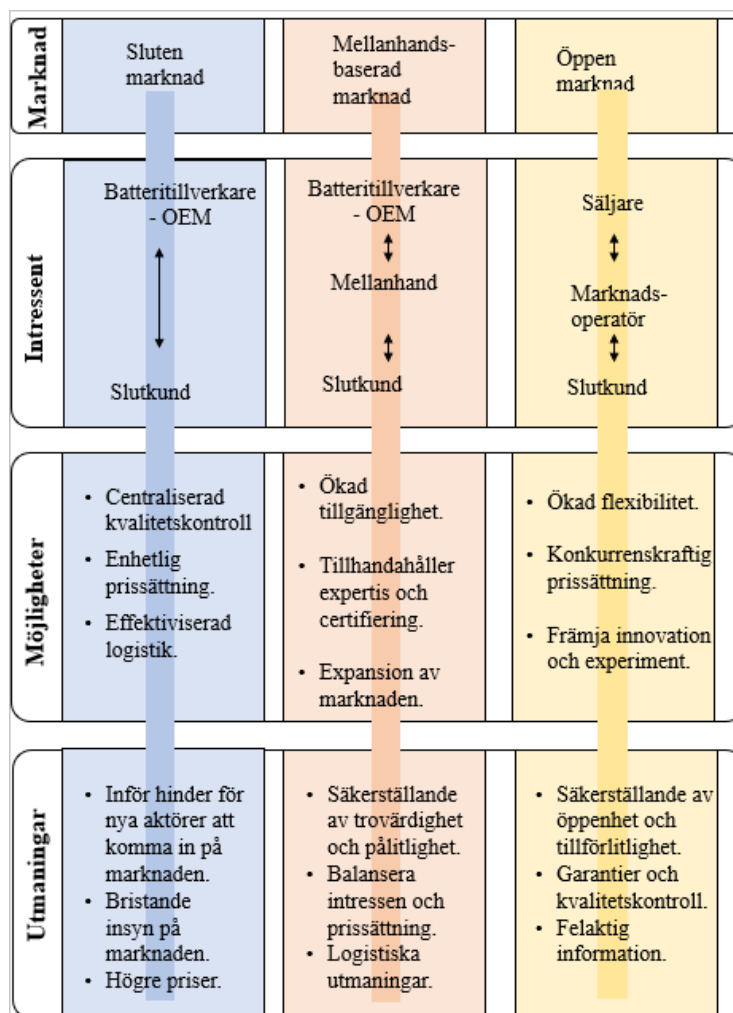 Marknad
Sluten
marknad
Mellanhands-
baserad
marknad
Öppen
marknad
Intressent
Batteritillverkare
- OEM
Slutkund
Batteritillverkare
- OEM
Mellanhand
Slutkund
Säljare
Marknads-
operatör
Slutkund
Möjligheter
• Centraliserad
kvalitetskontroll
• Enhetlig
prissättning.
• Effektiviserad
logistik.
• Ökad
tillgänglighet.
• Tillhandahåller
expertis och
certifiering.
• Expansion av
marknaden.
• Ökad flexibilitet.
• Konkurrenskraftig
prissättning.
• Främja innovation
och experiment.
Utmaningar
• Inför hinder för
nya aktörer att
komma in på
marknaden.
• Bristande
insyn på
marknaden.
• Högre priser.
• Säkerställande
av trovärdighet
och pålitlighet.
• Balansera
intressen och
prissättning.
• Logistiska
utmaningar.
• Säkerställande av
öppenhet och
tillförlitlighet.
• Garantier och
kvalitetskontroll.
• Felaktig
information.